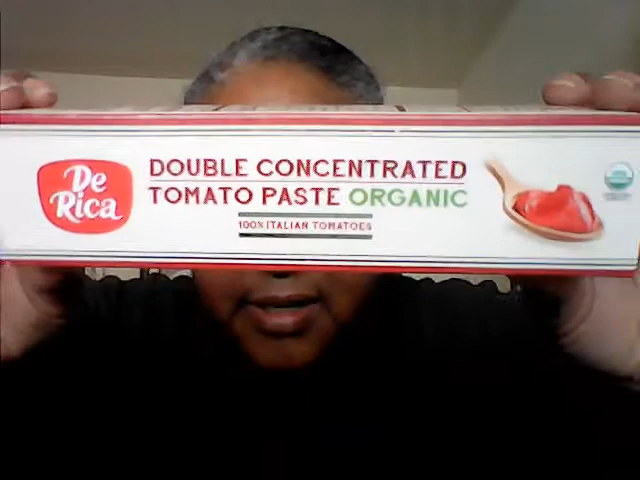 De
Rica
DOUBLE CONCENTRATED
TOMATO PASTE ORGANIC
100% ITALIAN TOMATOES